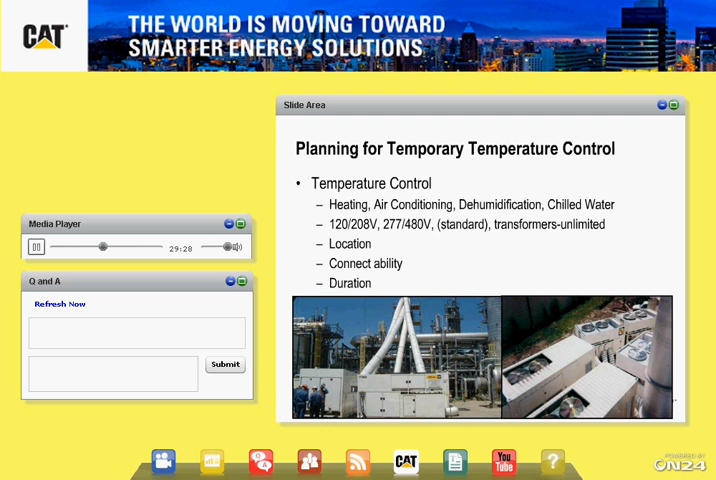 CAT
THE WORLD IS MOVING TOWARD
SMARTER ENERGY SOLUTIONS
Slide Area
Planning for Temporary Temperature Control
• Temperature Control
– Heating, Air Conditioning, Dehumidification, Chilled Water
– 120/208V, 277/480V, (standard), transformers-unlimited
– Location
– Connect ability
– Duration
Media Player
29:28
Q and A
Refresh Now
Submit
Q
A
CAT
You
Tube
?
POWERED BY
ON24